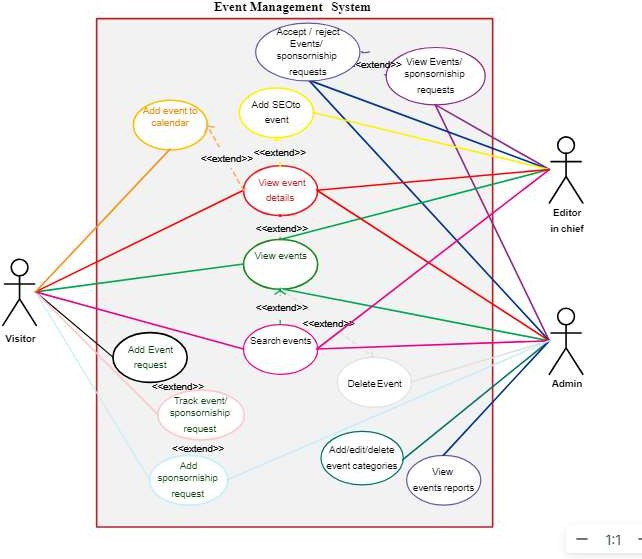 Event Management System
Accept / reject
Events/
sponsorniship
requests
<<extend>>
View Events/
sponsorniship
requests
Add SEOto
event
Add event to
calendar
<<extend>>
<<extend>>
View event
details
<<extend>>
View events
<<extend>>
<<extend>>
Search events
Editor
in chief
Visitor
Add Event
request
<<extend>>
Track event/
sponsorniship
request
<<extend>>
Add
sponsorniship
request
Delete Event
Admin
Add/edit/delete
event categories
View
events reports
1:1